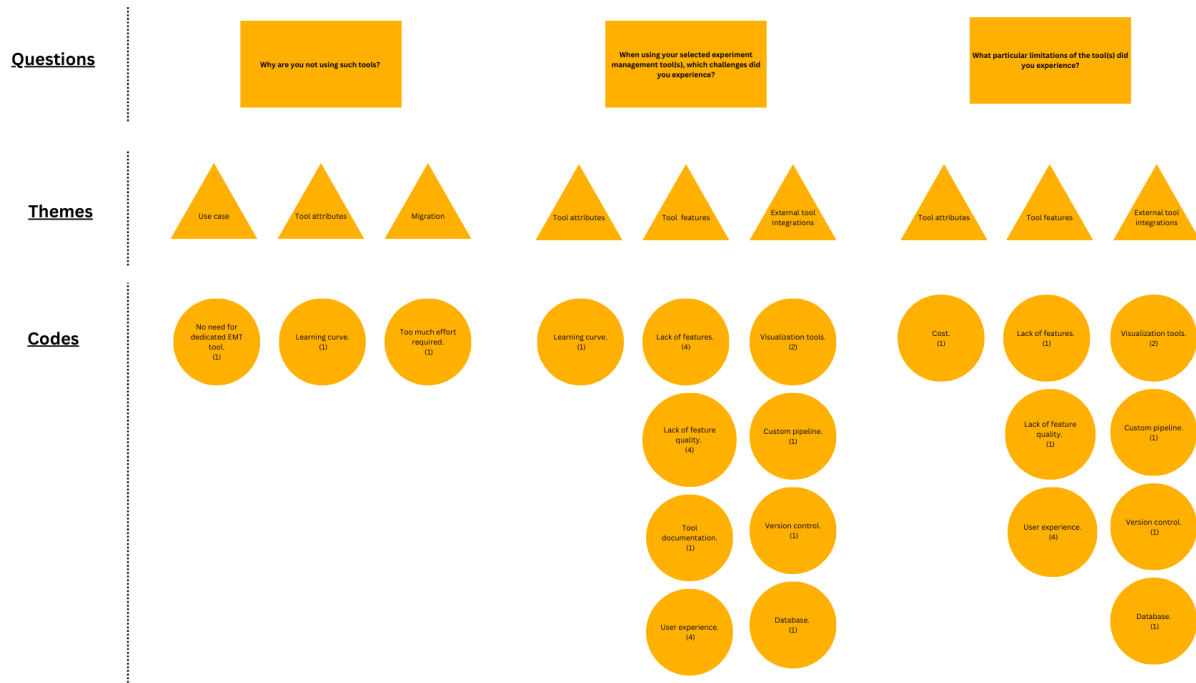 Questions
Why are you not using such tools?
When using your selected experiment
management tool(s), which challenges did
you experience?
What particular limitations of the tool(s) did
you experience?
Themes
Use case
Tool attributes
Migration
Tool attributes
Tool features
External tool
integrations
Tool attributes
Tool features
External tool
integrations
Codes
No need for
dedicated EMT
tool.
(1)
Learning curve.
(1)
Too much effort
required.
(1)
Learning curve.
(1)
Lack of features.
(4)
Visualization tools.
(2)
Cost.
(1)
Lack of features.
(1)
Visualization tools.
(2)
Lack of feature
quality.
(4)
Custom pipeline.
(1)
Lack of feature
quality.
(1)
Custom pipeline.
(1)
Tool
documentation.
(1)
Version control.
(1)
User experience.
(4)
Version control.
(1)
User experience.
(4)
Database.
(1)
Database.
(1)